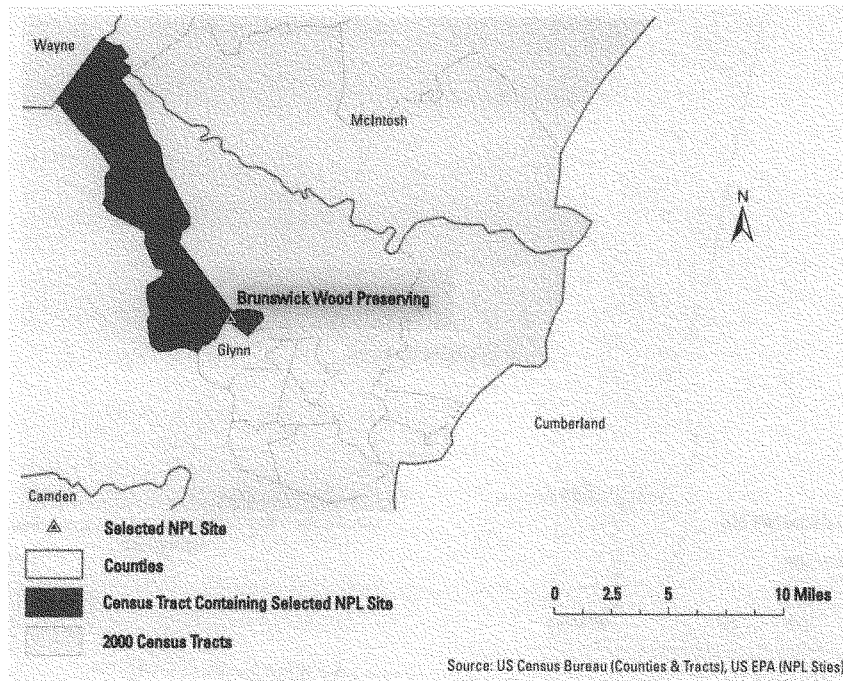 Wayne
McIntosh
N
Brunswick Wood Preserving
Glynn
Cumberland
Camden
Selected NPL Site
Counties
Census Tract Containing Selected NPL Site
2000 Census Tracts
0 2.5 5 10 Miles
Source: US Census Bureau (Counties & Tracts), US EPA (NPL Sties)